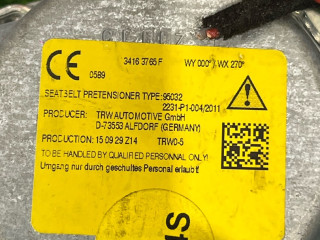 CE 3416 3765 F WY 000° WX 270°
0589
SEATBELT PRETENSIONER TYPE: 95032
2231-P1-004/2011
PRODUCER: TRW AUTOMOTIVE GmbH
D-73553 ALFDORF (GERMANY)
PRODUCTION: 15 09 29 Z14 TRW0-5
TO BE HANDLED BY QUALIFIED PERSONNEL ONLY!
Umgang nur durch geschultes Personal erlaubt!